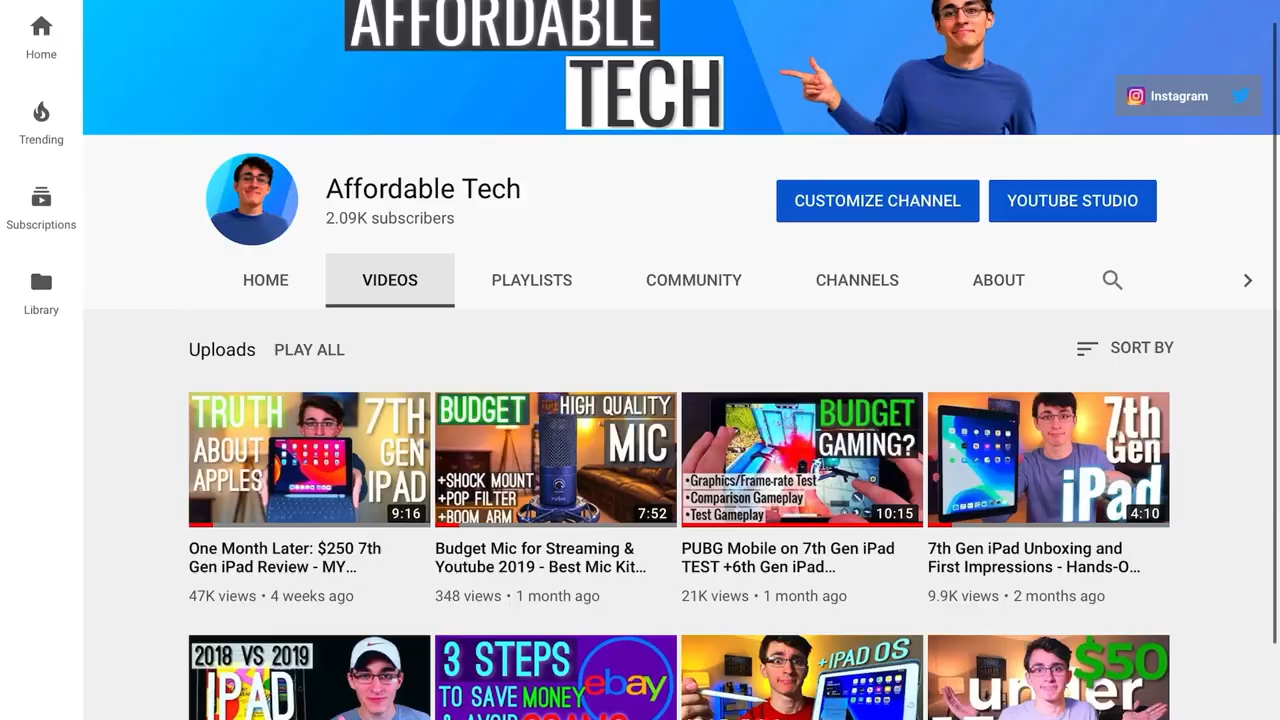 AFFORDABLE
TECH
Instagram
Home
Trending
Subscriptions
Library
Affordable Tech
2.09K subscribers
CUSTOMIZE CHANNEL
YOUTUBE STUDIO
HOME
VIDEOS
PLAYLISTS
COMMUNITY
CHANNELS
ABOUT
Uploads
PLAY ALL
SORT BY
TRUTH
ABOUT
APPLES
7TH
GEN
IPAD
9:16
One Month Later: $250 7th
Gen iPad Review - MY...
47K views • 4 weeks ago
BUDGET
HIGH QUALITY
MIC
+SHOCK MOUNT
+POP FILTER
+BOOM ARM
7:52
Budget Mic for Streaming &
Youtube 2019 - Best Mic Kit...
348 views • 1 month ago
BUDGET
GAMING?
•Graphics/Frame-rate Test
•Comparison Gameplay
•Test Gameplay
10:15
PUBG Mobile on 7th Gen iPad
TEST +6th Gen iPad...
21K views • 1 month ago
7th
Gen
iPad
4:10
7th Gen iPad Unboxing and
First Impressions - Hands-O...
9.9K views • 2 months ago
2018 VS 2019
IPAD
3 STEPS
TO SAVE MONEY
& AVOID SCAMS
ebay
+IPAD OS
$50
under